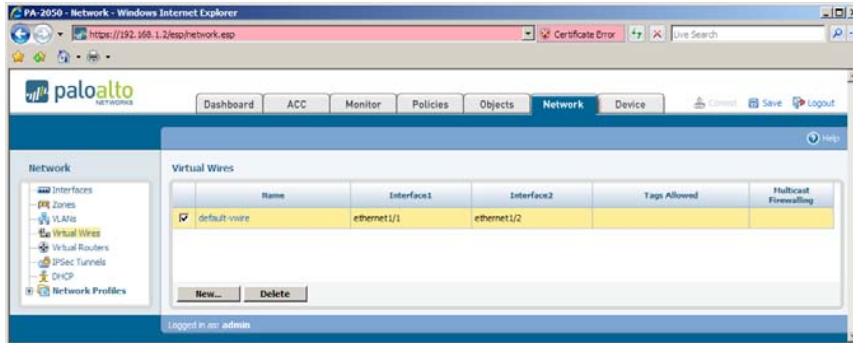 PA-2050 - Network - Windows Internet Explorer
https://192.168.1.2/esp/network.esp
Certificate Error
Live Search
paloalto
NETWORKS
Dashboard ACC Monitor Policies Objects Network Device
Commit Save Logout
Help
Network
Interfaces
Zones
VLANs
Virtual Wires
Virtual Routers
IPSec Tunnels
DHCP
Network Profiles
Virtual Wires
Name Interface1 Interface2 Tags Allowed Multicast Firewalling
default-vwire ethernet1/1 ethernet1/2
New... Delete
Logged in as: admin